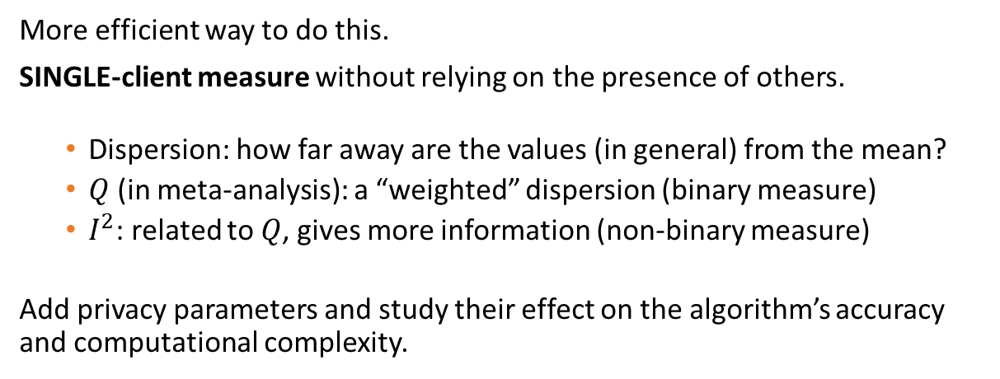 More efficient way to do this.
SINGLE-client measure without relying on the presence of others.
• Dispersion: how far away are the values (in general) from the mean?
• Q (in meta-analysis): a “weighted” dispersion (binary measure)
• I²: related to Q, gives more information (non-binary measure)
Add privacy parameters and study their effect on the algorithm’s accuracy
and computational complexity.